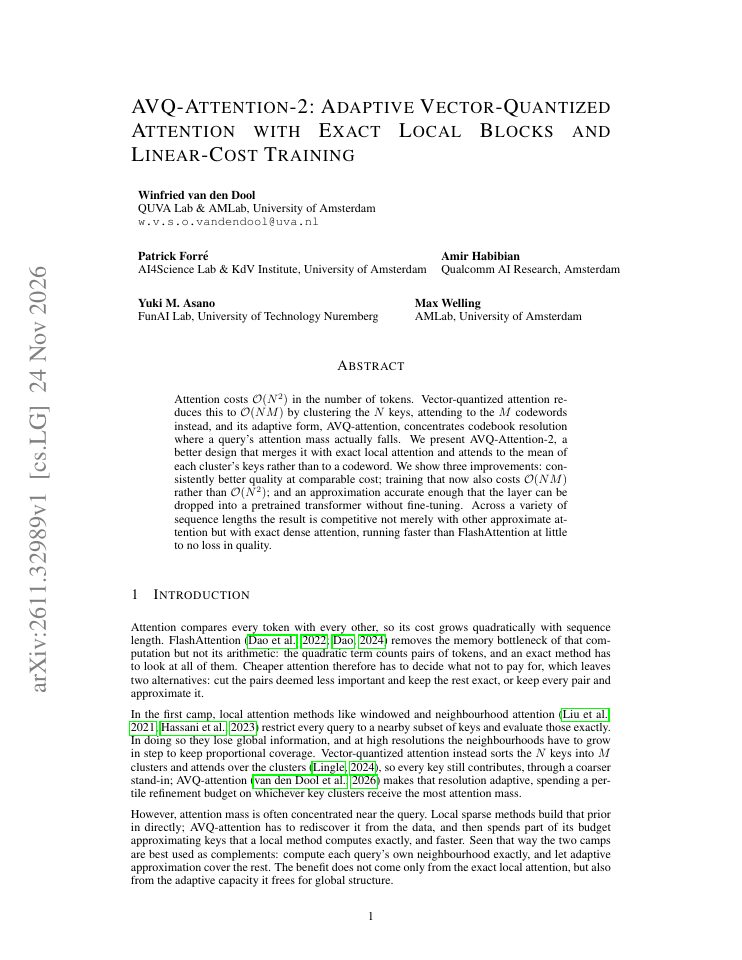 AVQ-ATTENTION-2: ADAPTIVE VECTOR-QUANTIZED
ATTENTION WITH EXACT LOCAL BLOCKS AND
LINEAR-COST TRAINING
Winfried van den Dool
QUVA Lab & AMLab, University of Amsterdam
w.v.s.o.vandendool@uva.nl
Patrick Forré
AI4Science Lab & KdV Institute, University of Amsterdam
Amir Habibian
Qualcomm AI Research, Amsterdam
Yuki M. Asano
FunAI Lab, University of Technology Nuremberg
Max Welling
AMLab, University of Amsterdam
ABSTRACT
Attention costs O(N²) in the number of tokens. Vector-quantized attention re-
duces this to O(NM) by clustering the N keys, attending to the M codewords
instead, and its adaptive form, AVQ-attention, concentrates codebook resolution
where a query's attention mass actually falls. We present AVQ-Attention-2, a
better design that merges it with exact local attention and attends to the mean of
each cluster's keys rather than to a codeword. We show three improvements: con-
sistently better quality at comparable cost; training that now also costs O(NM)
rather than O(N²); and an approximation accurate enough that the layer can be
dropped into a pretrained transformer without fine-tuning. Across a variety of
sequence lengths the result is competitive not merely with other approximate at-
tention but with exact dense attention, running faster than FlashAttention at little
to no loss in quality.
1 INTRODUCTION
Attention compares every token with every other, so its cost grows quadratically with sequence
length. FlashAttention (Dao et al., 2022; Dao, 2024) removes the memory bottleneck of that com-
putation but not its arithmetic: the quadratic term counts pairs of tokens, and an exact method has
to look at all of them. Cheaper attention therefore has to decide what not to pay for, which leaves
two alternatives: cut the pairs deemed less important and keep the rest exact, or keep every pair and
approximate it.
In the first camp, local attention methods like windowed and neighbourhood attention (Liu et al.,
2021; Hassani et al., 2023) restrict every query to a nearby subset of keys and evaluate those exactly.
In doing so they lose global information, and at high resolutions the neighbourhoods have to grow
in step to keep proportional coverage. Vector-quantized attention instead sorts the N keys into M
clusters and attends over the clusters (Lingle, 2024), so every key still contributes, through a coarser
stand-in; AVQ-attention (van den Dool et al., 2026) makes that resolution adaptive, spending a per-
tile refinement budget on whichever key clusters receive the most attention mass.
However, attention mass is often concentrated near the query. Local sparse methods build that prior
in directly; AVQ-attention has to rediscover it from the data, and then spends part of its budget
approximating keys that a local method computes exactly, and faster. Seen that way the two camps
are best used as complements: compute each query's own neighbourhood exactly, and let adaptive
approximation cover the rest. The benefit does not come only from the exact local attention, but also
from the adaptive capacity it frees for global structure.
1
arXiv:2611.32989v1 [cs.LG] 24 Nov 2026